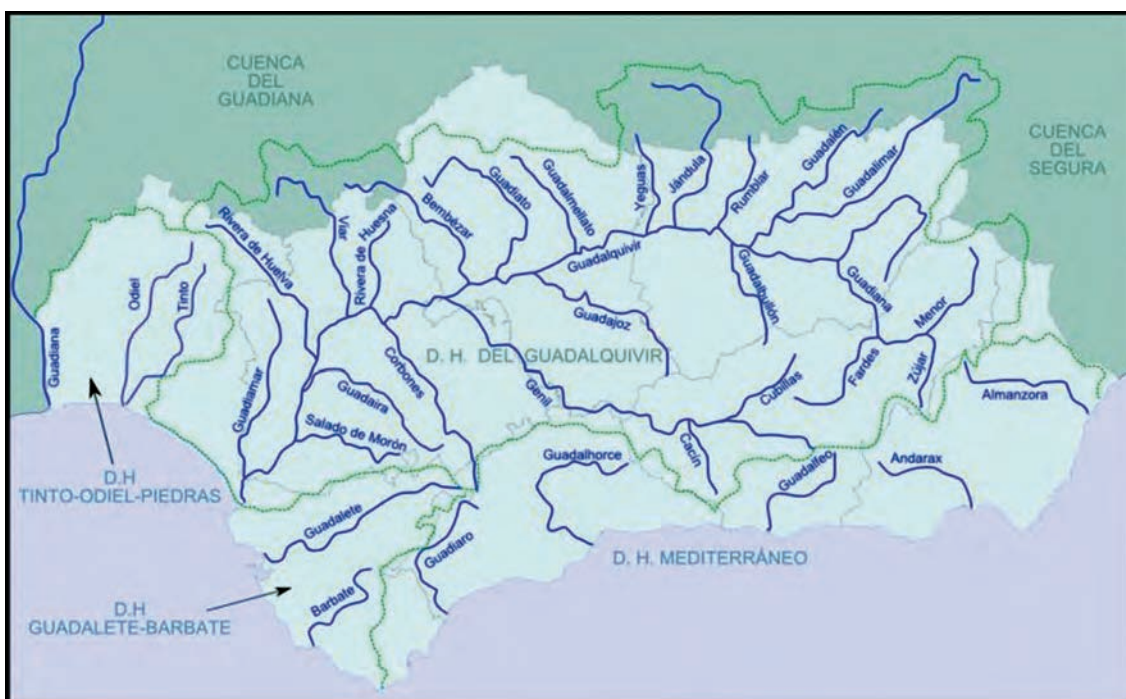 CUENCA
DEL
GUADIANA
CUENCA
DEL
SEGURA
Guadiana
Odiel
Tinto
Rivera de Huelva
Viar
Rivera de Huesna
Bembézar
Guadiato
Guadalmellato
Yeguas
Jándula
Rumblar
Guadalén
Guadalimar
Guadalquivir
Guadajoz
Guadalbullón
Guadiana
Menor
D. H. DEL GUADALQUIVIR
Guadiamar
Guadaira
Salado de Morón
Corbones
Genil
Cubillas
Fardes
Zújar
Cacín
Almanzora
Guadalhorce
Guadalfeo
Andarax
D.H
TINTO-ODIEL-PIEDRAS
Guadalete
Guadiaro
Barbate
D. H. MEDITERRÁNEO
D.H
GUADALETE-BARBATE